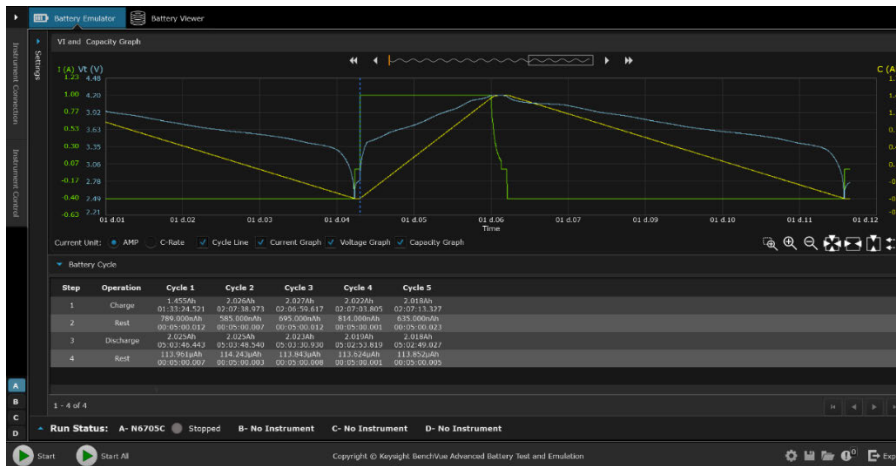 Battery Emulator
Battery Viewer
Instrument Connection
Instrument Control
Settings
VI and Capacity Graph
I (A) Vt (V)
C (A
1.23 4.48
1.00 4.20
0.77 3.92
0.53 3.63
0.30 3.35
0.07 3.06
-0.17 2.78
-0.40 2.49
-0.63 2.21
01 d.01 01 d.02 01 d.03 01 d.04 01 d.05 01 d.06 01 d.07 01 d.09 01 d.10 01 d.11 01 d.12
Time
Current Unit: AMP C-Rate Cycle Line Current Graph Voltage Graph Capacity Graph
Battery Cycle
Step Operation Cycle 1 Cycle 2 Cycle 3 Cycle 4 Cycle 5
1 Charge 1.455Ah 2.026Ah 2.027Ah 2.022Ah 2.018Ah
01:33:24.521 02:07:38.973 02:06:59.617 02:07:03.805 02:07:13.327
2 Rest 789.000nAh 585.000nAh 695.000nAh 814.000nAh 635.000nAh
00:05:00.012 00:05:00.007 00:05:00.012 00:05:00.001 00:05:00.023
3 Discharge 2.025Ah 2.025Ah 2.023Ah 2.019Ah 2.018Ah
05:03:46.443 05:03:48.540 05:03:30.930 05:02:53.819 05:02:49.027
4 Rest 113.961µAh 114.243µAh 113.843µAh 113.624µAh 113.852µAh
00:05:00.007 00:05:00.003 00:05:00.008 00:05:00.001 00:05:00.005
1 - 4 of 4
A
B
C
D
Run Status: A- N6705C Stopped B- No Instrument C- No Instrument D- No Instrument
Start Start All Copyright © Keysight BenchVue Advanced Battery Test and Emulation 0 Expo